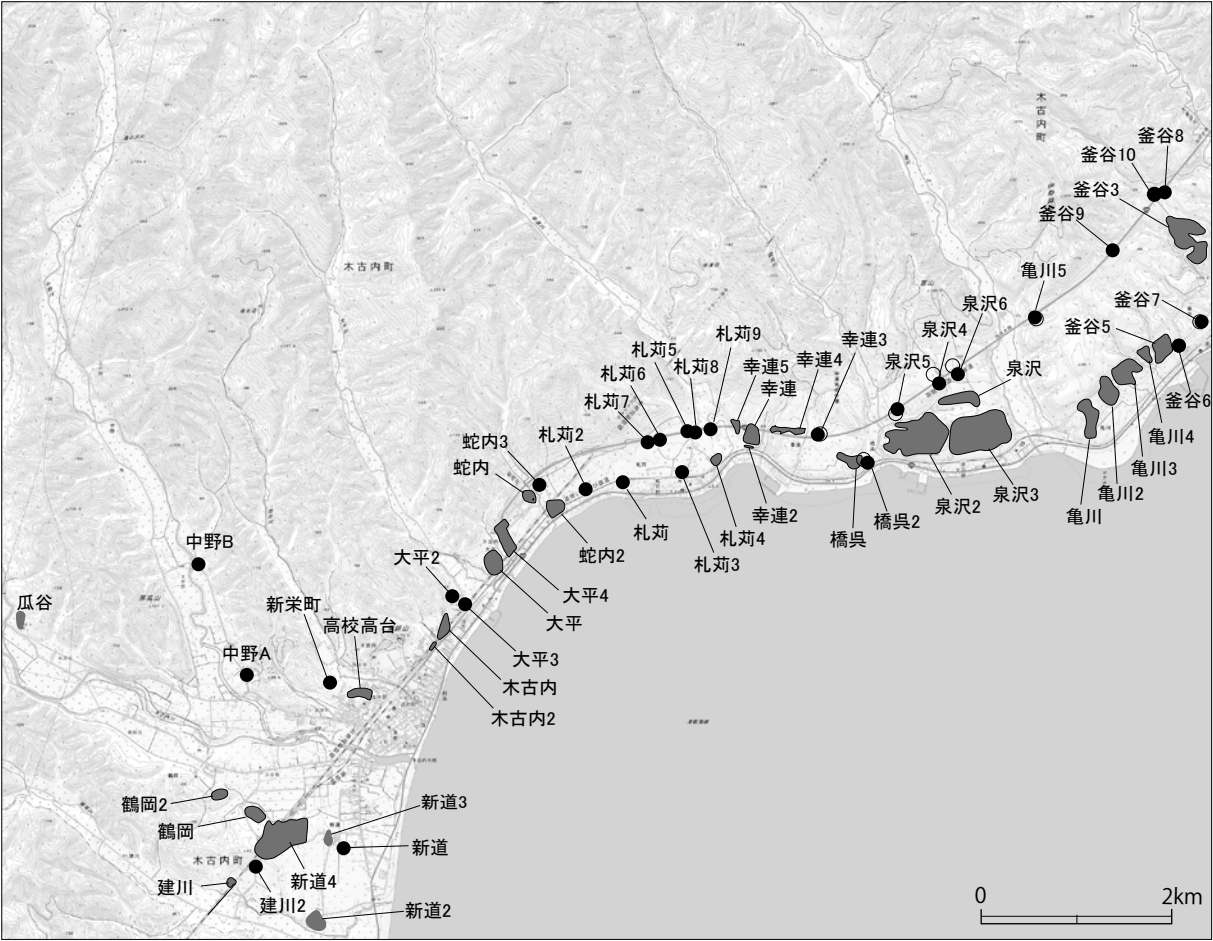 釜谷8
釜谷10
木古内町
釜谷3
釜谷9
木古内町
亀川5
釜谷7
泉沢6
釜谷5
泉沢4
札苅9
幸連3
札苅5
幸連4
泉沢5
札苅8
幸連5
泉沢
札苅6
幸連
釜谷6
札苅7
札苅2
蛇内3
亀川4
蛇内
亀川3
亀川2
泉沢3
泉沢2
幸連2
亀川
橋呉2
札苅
札苅4
橋呉
中野B
蛇内2
大平2
札苅3
大平4
瓜谷
新栄町
大平
高校高台
中野A
大平3
木古内
木古内2
鶴岡2
新道3
鶴岡
新道
木古内町
新道4
建川
建川2
新道2
0 2km